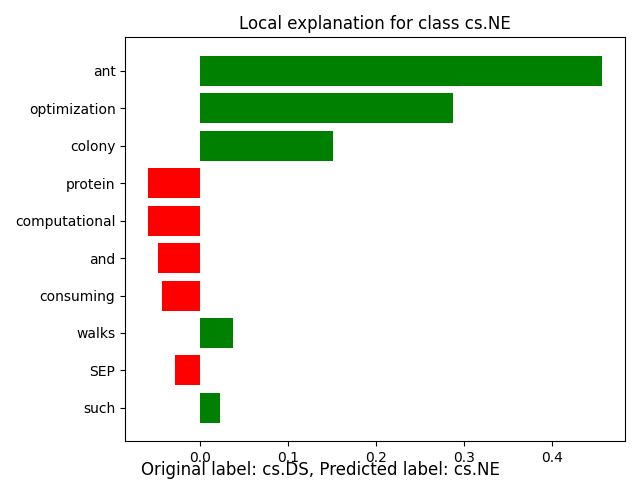 Local explanation for class cs.NE
ant
optimization
colony
protein
computational
and
consuming
walks
SEP
such
0.0 0.1 0.2 0.3 0.4
Original label: cs.DS, Predicted label: cs.NE